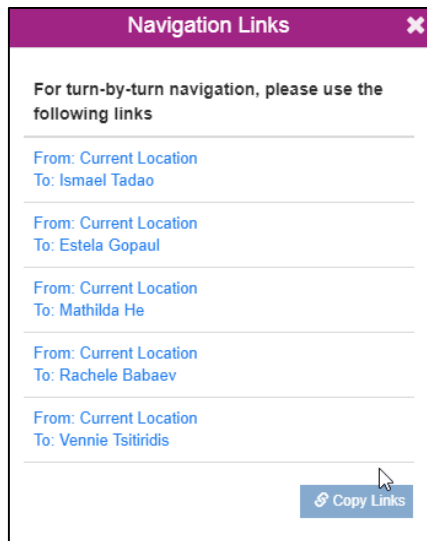 Navigation Links
For turn-by-turn navigation, please use the
following links
From: Current Location
To: Ismael Tadao
From: Current Location
To: Estela Gopaul
From: Current Location
To: Mathilda He
From: Current Location
To: Rachele Babaev
From: Current Location
To: Vennie Tsitiridis
Copy Links